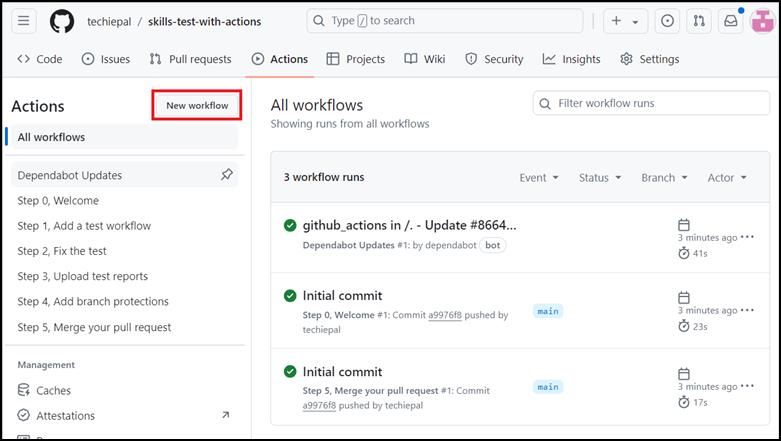 techiepal / skills-test-with-actions
Type / to search
Code
Issues
Pull requests
Actions
Projects
Wiki
Security
Insights
Settings
Actions
New workflow
All workflows
Dependabot Updates
Step 0, Welcome
Step 1, Add a test workflow
Step 2, Fix the test
Step 3, Upload test reports
Step 4, Add branch protections
Step 5, Merge your pull request
Management
Caches
Attestations
All workflows
Showing runs from all workflows
Filter workflow runs
3 workflow runs
Event
Status
Branch
Actor
github_actions in /. - Update #8664...
Dependabot Updates #1: by dependabot bot
3 minutes ago
41s
Initial commit
Step 0, Welcome #1: Commit a9976f8 pushed by
techiepal
main
3 minutes ago
23s
Initial commit
Step 5, Merge your pull request #1: Commit
a9976f8 pushed by techiepal
main
3 minutes ago
17s